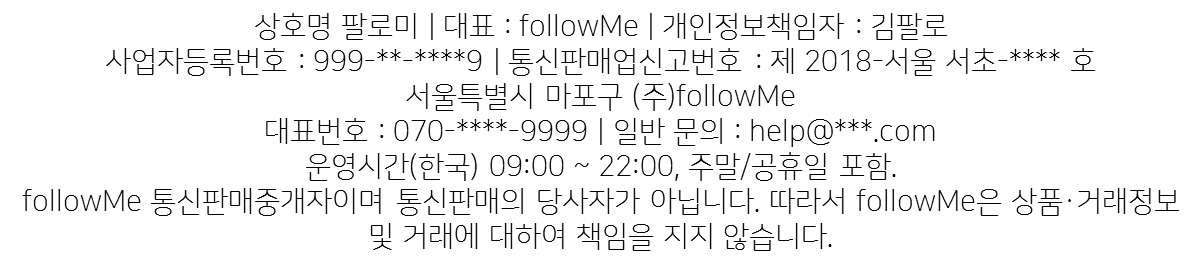 상호명 팔로미 | 대표 : followMe | 개인정보책임자 : 김팔로
사업자등록번호 : 999-**-****9 | 통신판매업신고번호 : 제 2018-서울 서초-**** 호
서울특별시 마포구 (주)followMe
대표번호 : 070-****-9999 | 일반 문의 : help@***.com
운영시간(한국) 09:00 ~ 22:00, 주말/공휴일 포함.
followMe 통신판매중개자이며 통신판매의 당사자가 아닙니다. 따라서 followMe은 상품·거래정보
및 거래에 대하여 책임을 지지 않습니다.